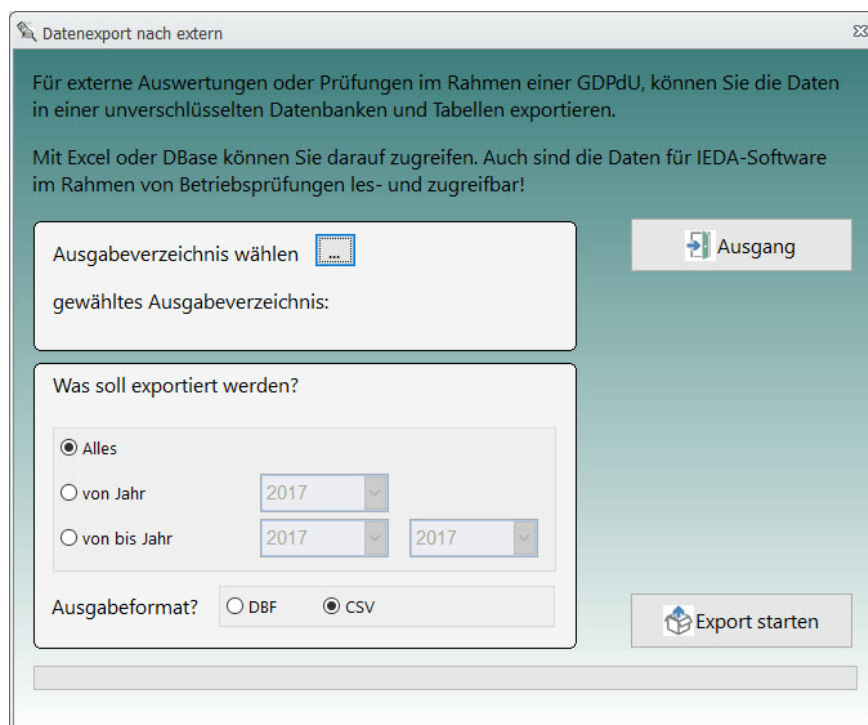 Datenexport nach extern
Für externe Auswertungen oder Prüfungen im Rahmen einer GDPdU, können Sie die Daten
in einer unverschlüsselten Datenbanken und Tabellen exportieren.
Mit Excel oder DBase können Sie darauf zugreifen. Auch sind die Daten für IEDA-Software
im Rahmen von Betriebsprüfungen les- und zugreifbar!
Ausgabeverzeichnis wählen ...
Ausgang
gewähltes Ausgabeverzeichnis:
Was soll exportiert werden?
Alles
von Jahr 2017
von bis Jahr 2017 2017
Ausgabeformat? DBF CSV
Export starten